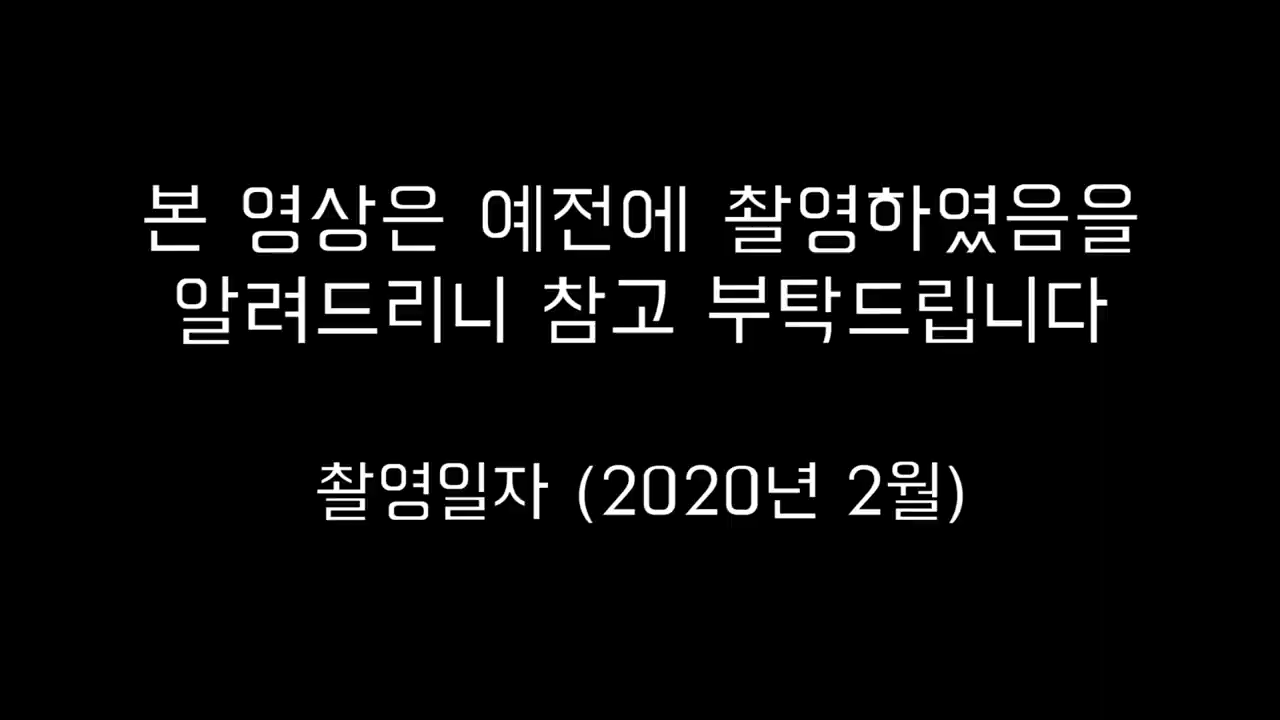 본 영상은 예전에 촬영하였음을
알려드리니 참고 부탁드립니다
촬영일자 (2020년 2월)